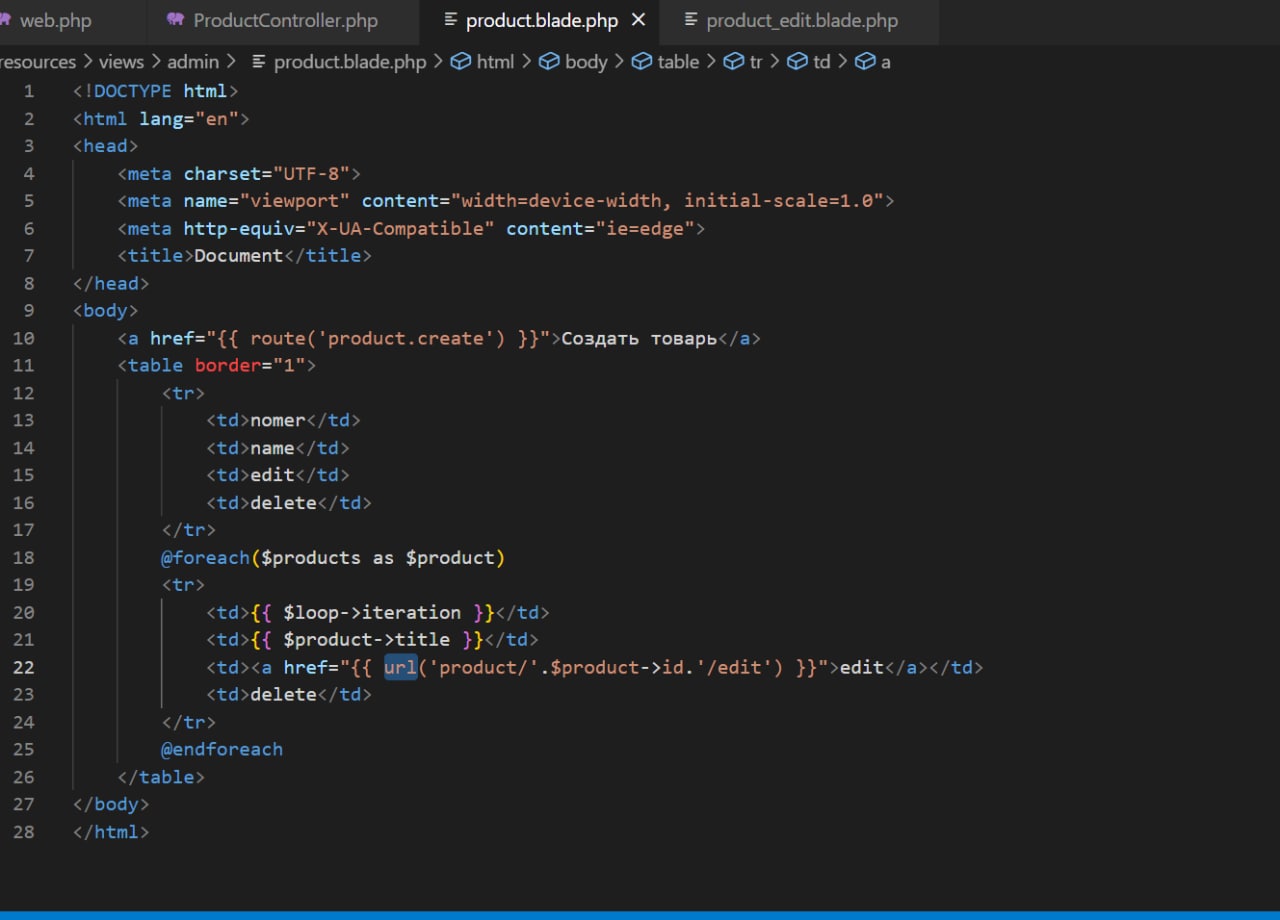 web.php ProductController.php product.blade.php × product_edit.blade.php
resources > views > admin > product.blade.php > html > body > table > tr > td > a
1 <!DOCTYPE html>
2 <html lang="en">
3 <head>
4 <meta charset="UTF-8">
5 <meta name="viewport" content="width=device-width, initial-scale=1.0">
6 <meta http-equiv="X-UA-Compatible" content="ie=edge">
7 <title>Document</title>
8 </head>
9 <body>
10 <a href="{{ route('product.create') }}">Создать товарь</a>
11 <table border="1">
12 <tr>
13 <td>nomer</td>
14 <td>name</td>
15 <td>edit</td>
16 <td>delete</td>
17 </tr>
18 @foreach($products as $product)
19 <tr>
20 <td>{{ $loop->iteration }}</td>
21 <td>{{ $product->title }}</td>
22 <td><a href="{{ url('product/'.$product->id.'/edit') }}">edit</a></td>
23 <td>delete</td>
24 </tr>
25 @endforeach
26 </table>
27 </body>
28 </html>